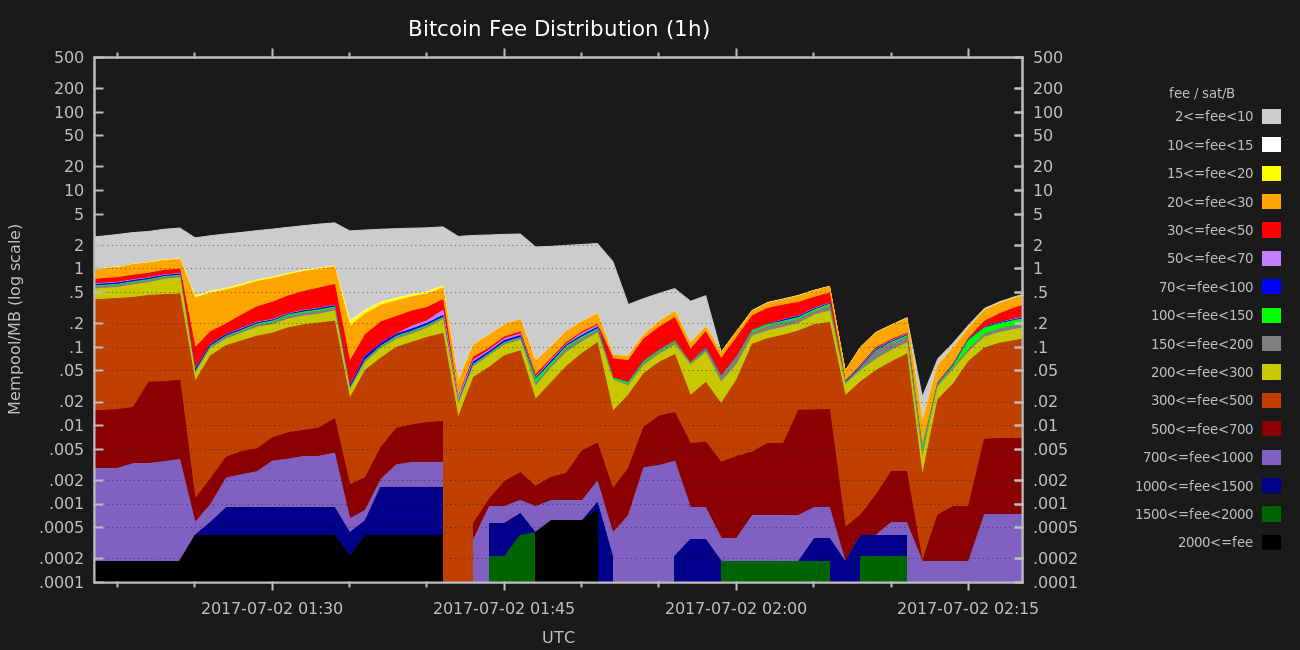 Bitcoin Fee Distribution (1h)
500 500
200 200
100 100
50 50
20 20
10 10
5 5
2 2
1 1
.5 .5
.2 .2
.1 .1
.05 .05
.02 .02
.01 .01
.005 .005
.002 .002
.001 .001
.0005 .0005
.0002 .0002
.0001 .0001
Mempool/MB (log scale)
2017-07-02 01:30 2017-07-02 01:45 2017-07-02 02:00 2017-07-02 02:15
UTC
fee / sat/B
2<=fee<10
10<=fee<15
15<=fee<20
20<=fee<30
30<=fee<50
50<=fee<70
70<=fee<100
100<=fee<150
150<=fee<200
200<=fee<300
300<=fee<500
500<=fee<700
700<=fee<1000
1000<=fee<1500
1500<=fee<2000
2000<=fee